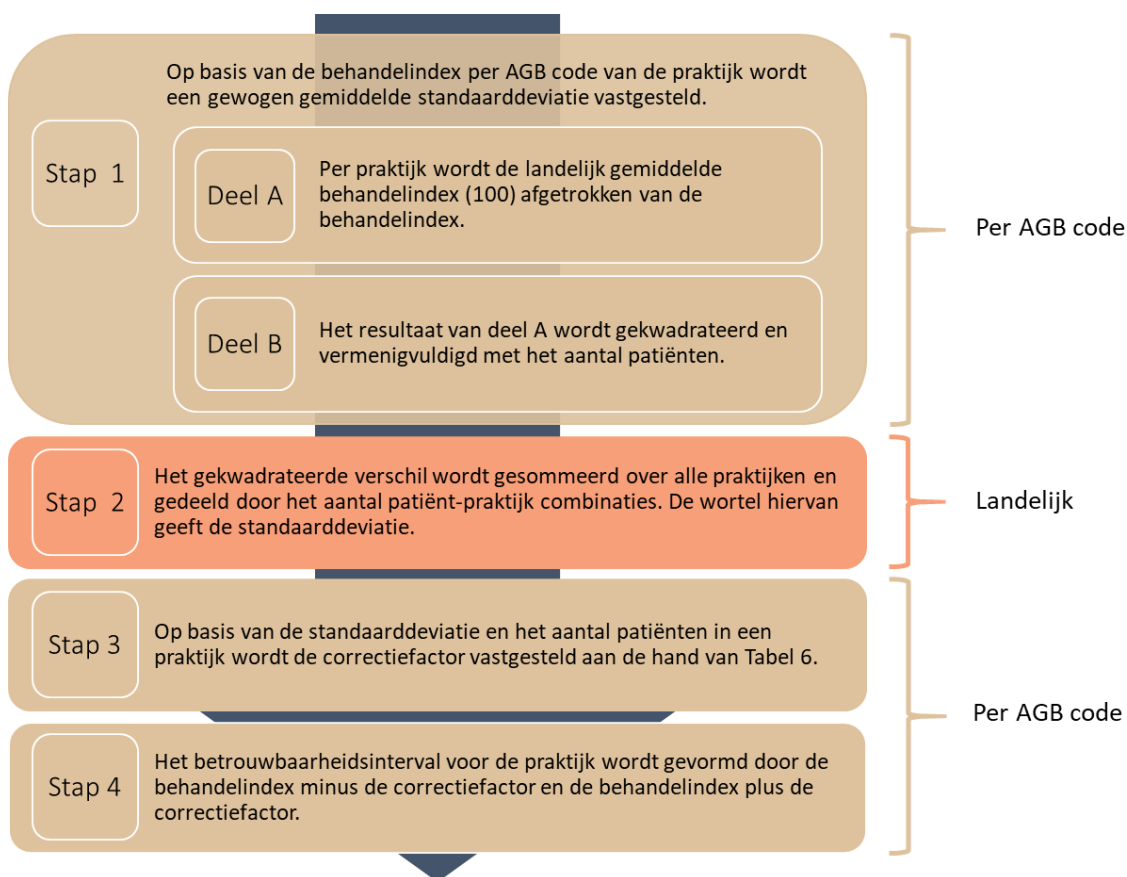 Op basis van de behandelindex per AGB code van de praktijk wordt
een gewogen gemiddelde standaarddeviatie vastgesteld.
Stap 1
Deel A
Per praktijk wordt de landelijk gemiddelde
behandelindex (100) afgetrokken van de
behandelindex.
Per AGB code
Deel B
Het resultaat van deel A wordt gekwadrateerd en
vermenigvuldigd met het aantal patiënten.
Stap 2
Het gekwadrateerde verschil wordt gesommeerd over alle praktijken en
gedeeld door het aantal patiënt-praktijk combinaties. De wortel hiervan
geeft de standaarddeviatie.
Landelijk
Stap 3
Op basis van de standaarddeviatie en het aantal patiënten in een
praktijk wordt de correctiefactor vastgesteld aan de hand van Tabel 6.
Per AGB code
Stap 4
Het betrouwbaarheidsinterval voor de praktijk wordt gevormd door de
behandelindex minus de correctiefactor en de behandelindex plus de
correctiefactor.